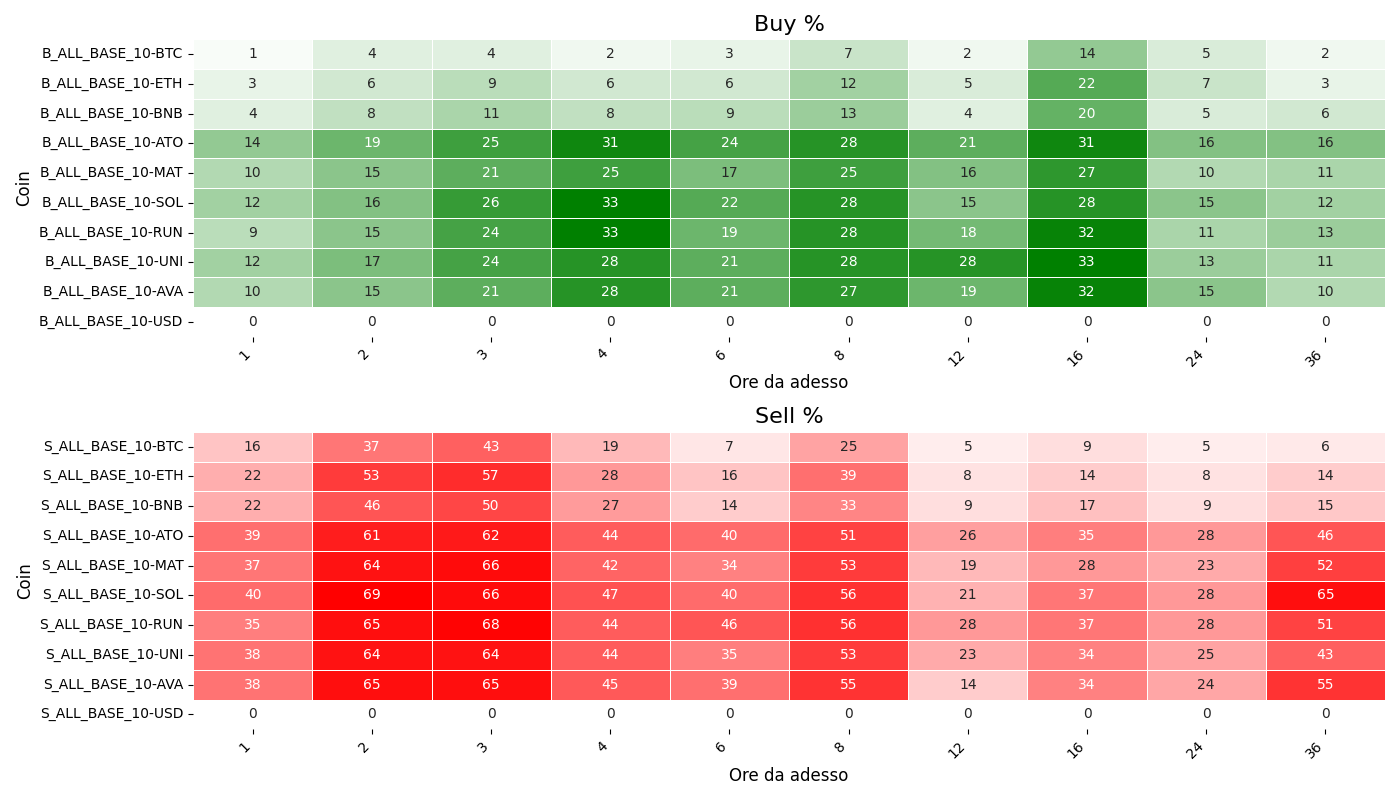 Buy %
Coin
B_ALL_BASE_10-BTC 1 4 4 2 3 7 2 14 5 2
B_ALL_BASE_10-ETH 3 6 9 6 6 12 5 22 7 3
B_ALL_BASE_10-BNB 4 8 11 8 9 13 4 20 5 6
B_ALL_BASE_10-ATO 14 19 25 31 24 28 21 31 16 16
B_ALL_BASE_10-MAT 10 15 21 25 17 25 16 27 10 11
B_ALL_BASE_10-SOL 12 16 26 33 22 28 15 28 15 12
B_ALL_BASE_10-RUN 9 15 24 33 19 28 18 32 11 13
B_ALL_BASE_10-UNI 12 17 24 28 21 28 28 33 13 11
B_ALL_BASE_10-AVA 10 15 21 28 21 27 19 32 15 10
B_ALL_BASE_10-USD 0 0 0 0 0 0 0 0 0 0
1 2 3 4 6 8 12 16 24 36
Ore da adesso
Sell %
Coin
S_ALL_BASE_10-BTC 16 37 43 19 7 25 5 9 5 6
S_ALL_BASE_10-ETH 22 53 57 28 16 39 8 14 8 14
S_ALL_BASE_10-BNB 22 46 50 27 14 33 9 17 9 15
S_ALL_BASE_10-ATO 39 61 62 44 40 51 26 35 28 46
S_ALL_BASE_10-MAT 37 64 66 42 34 53 19 28 23 52
S_ALL_BASE_10-SOL 40 69 66 47 40 56 21 37 28 65
S_ALL_BASE_10-RUN 35 65 68 44 46 56 28 37 28 51
S_ALL_BASE_10-UNI 38 64 64 44 35 53 23 34 25 43
S_ALL_BASE_10-AVA 38 65 65 45 39 55 14 34 24 55
S_ALL_BASE_10-USD 0 0 0 0 0 0 0 0 0 0
1 2 3 4 6 8 12 16 24 36
Ore da adesso